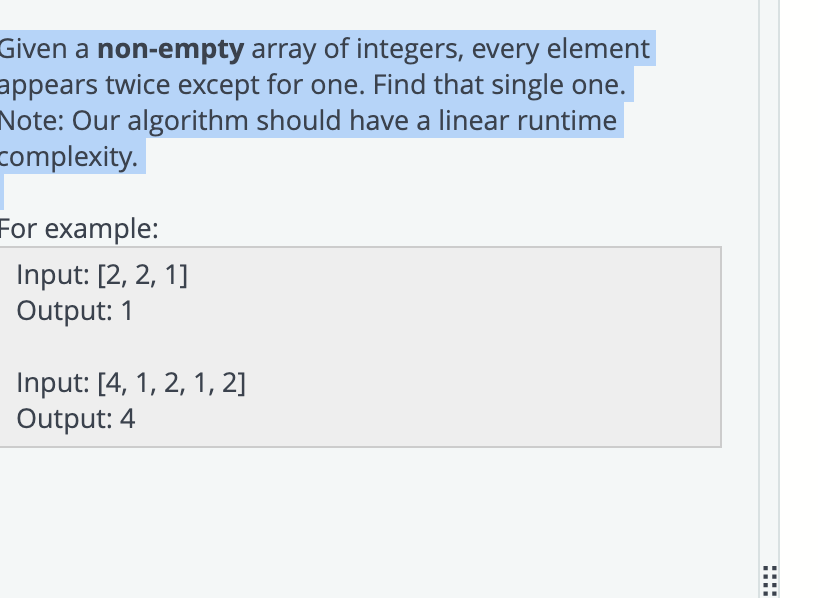 Given a non-empty array of integers, every element
appears twice except for one. Find that single one.
Note: Our algorithm should have a linear runtime
complexity.
For example:
Input: [2, 2, 1]
Output: 1
Input: [4, 1, 2, 1, 2]
Output: 4